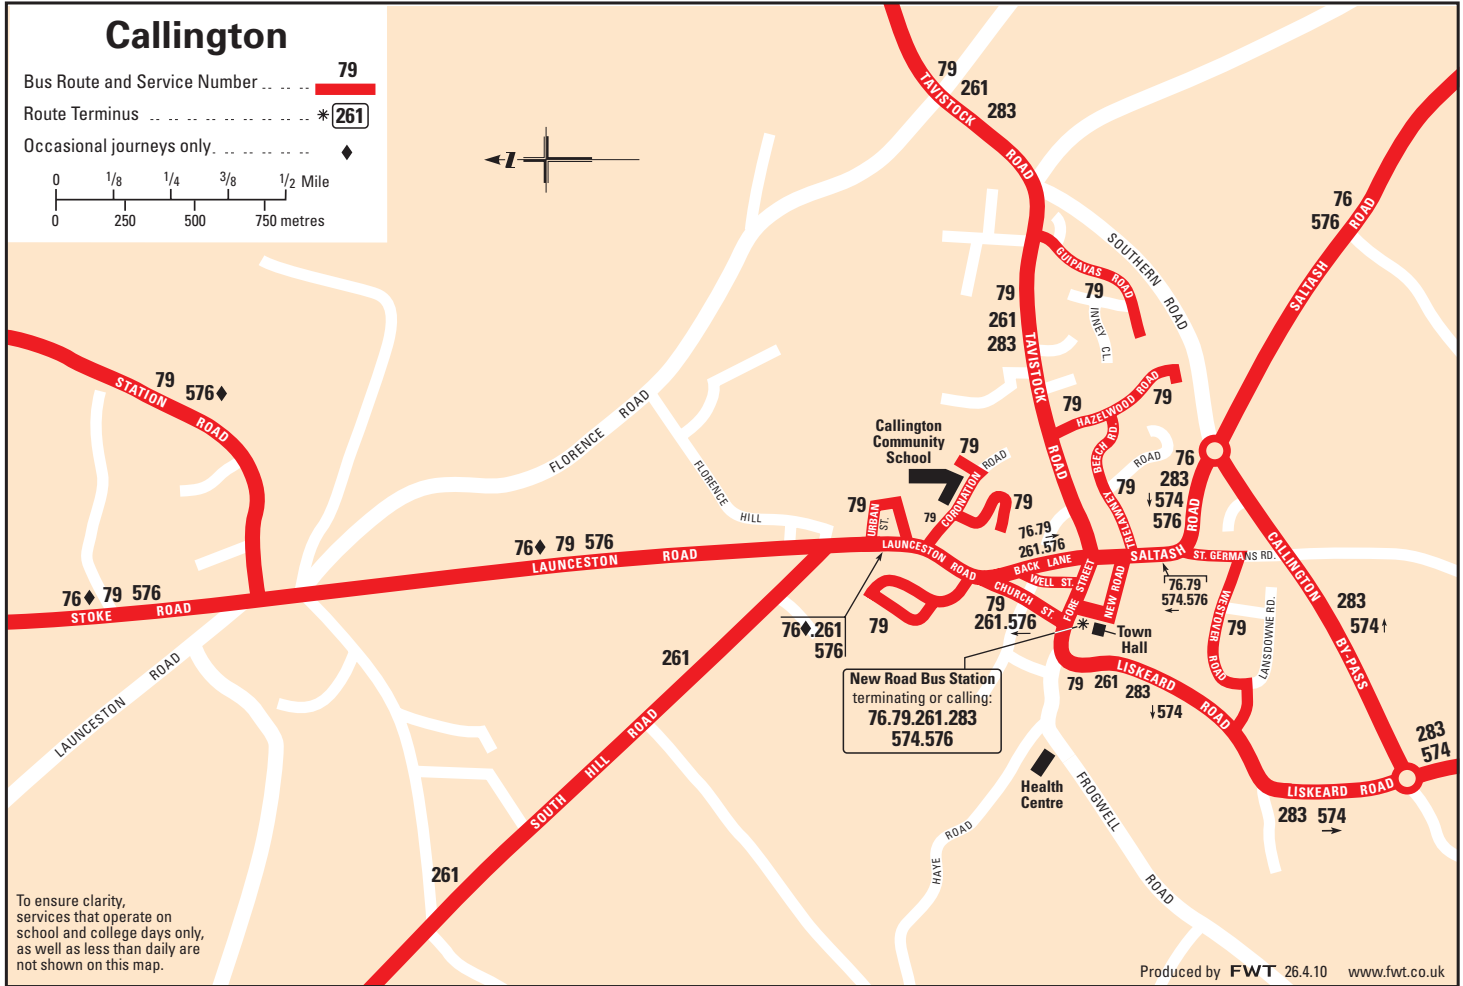 Callington
Bus Route and Service Number
79
Route Terminus
261
Occasional journeys only
0 1/8 1/4 3/8 1/2 Mile
0 250 500 750 metres
N
79
261
283
TAVISTOCK ROAD
76
576
SALTASH ROAD
SOUTHERN ROAD
GUIPAVAS ROAD
79
79
261
283
TAVISTOCK ROAD
INNEY CL.
79
576♦
STATION ROAD
FLORENCE ROAD
FLORENCE HILL
79
HAZELWOOD ROAD
79
BEECH RD.
Callington
Community
School
79
ROAD
CORONATION
79
79
79
URBAN ST.
ROAD
79
TRELAWNEY
76
283
↓574
576
ROAD
76.79
→
261.576
76♦ 79 576
LAUNCESTON ROAD
LAUNCESTON ROAD
BACK LANE
WELL ST.
SALTASH
ST. GERMANS RD.
CALLINGTON BY-PASS
76♦ 79 576
STOKE ROAD
CHURCH ST.
FORE STREET
NEW ROAD
76.79
574.576
←
79
261.576
←
79
76♦.261
576
Town
Hall
WESTOVER ROAD
79
LANSDOWNE RD.
283
574↑
LAUNCESTON ROAD
261
New Road Bus Station
terminating or calling:
76.79.261.283
574.576
79 261 283
↓574
LISKEARD ROAD
283
574
SOUTH HILL ROAD
Health
Centre
LISKEARD ROAD
283 574
→
HAYE ROAD
FROGWELL ROAD
261
To ensure clarity,
services that operate on
school and college days only,
as well as less than daily are
not shown on this map.
Produced by FWT 26.4.10 www.fwt.co.uk